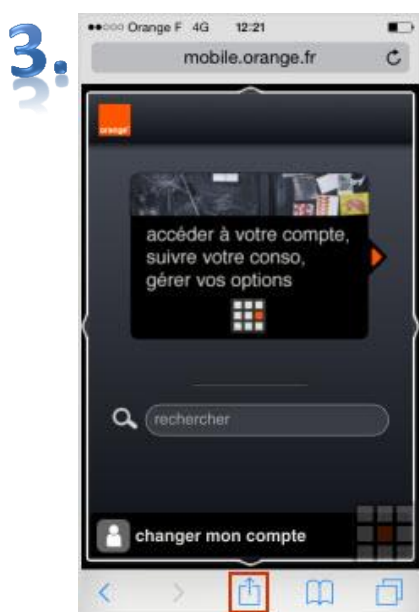 3.
Orange F 4G 12:21
mobile.orange.fr
orange
accéder à votre compte,
suivre votre conso,
gérer vos options
rechercher
changer mon compte